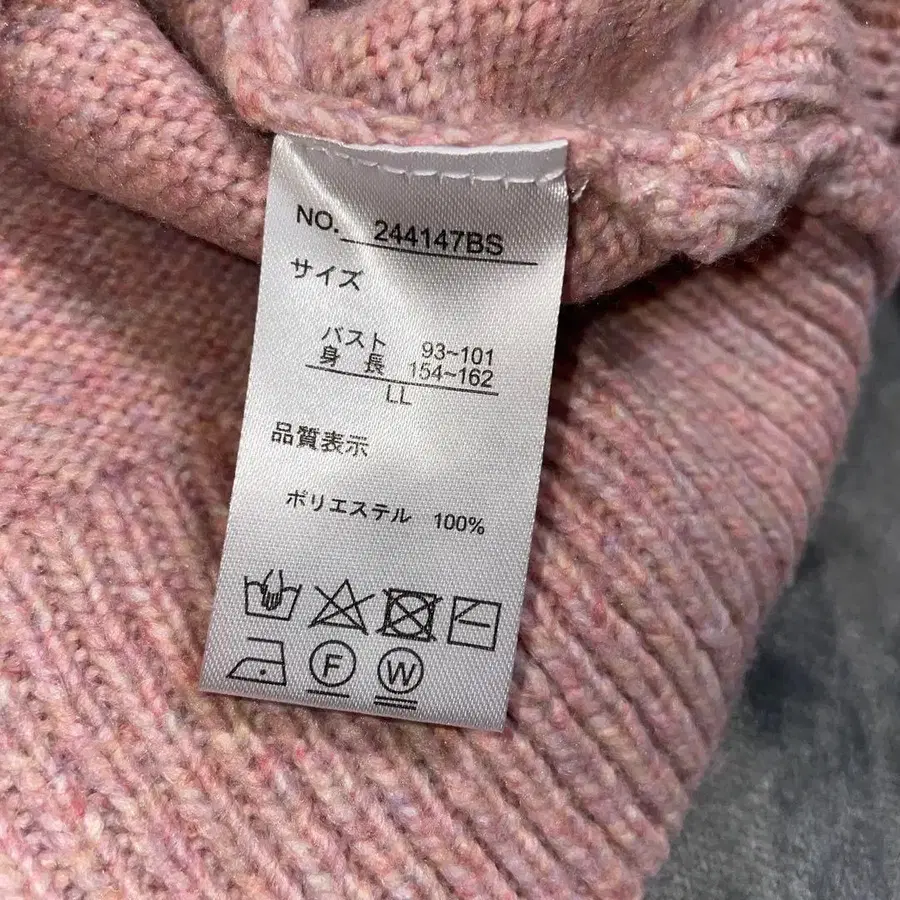 NO. 244147BS
サイズ
バスト 93~101
身長 154~162
LL
品質表示
ポリエステル 100%
F W